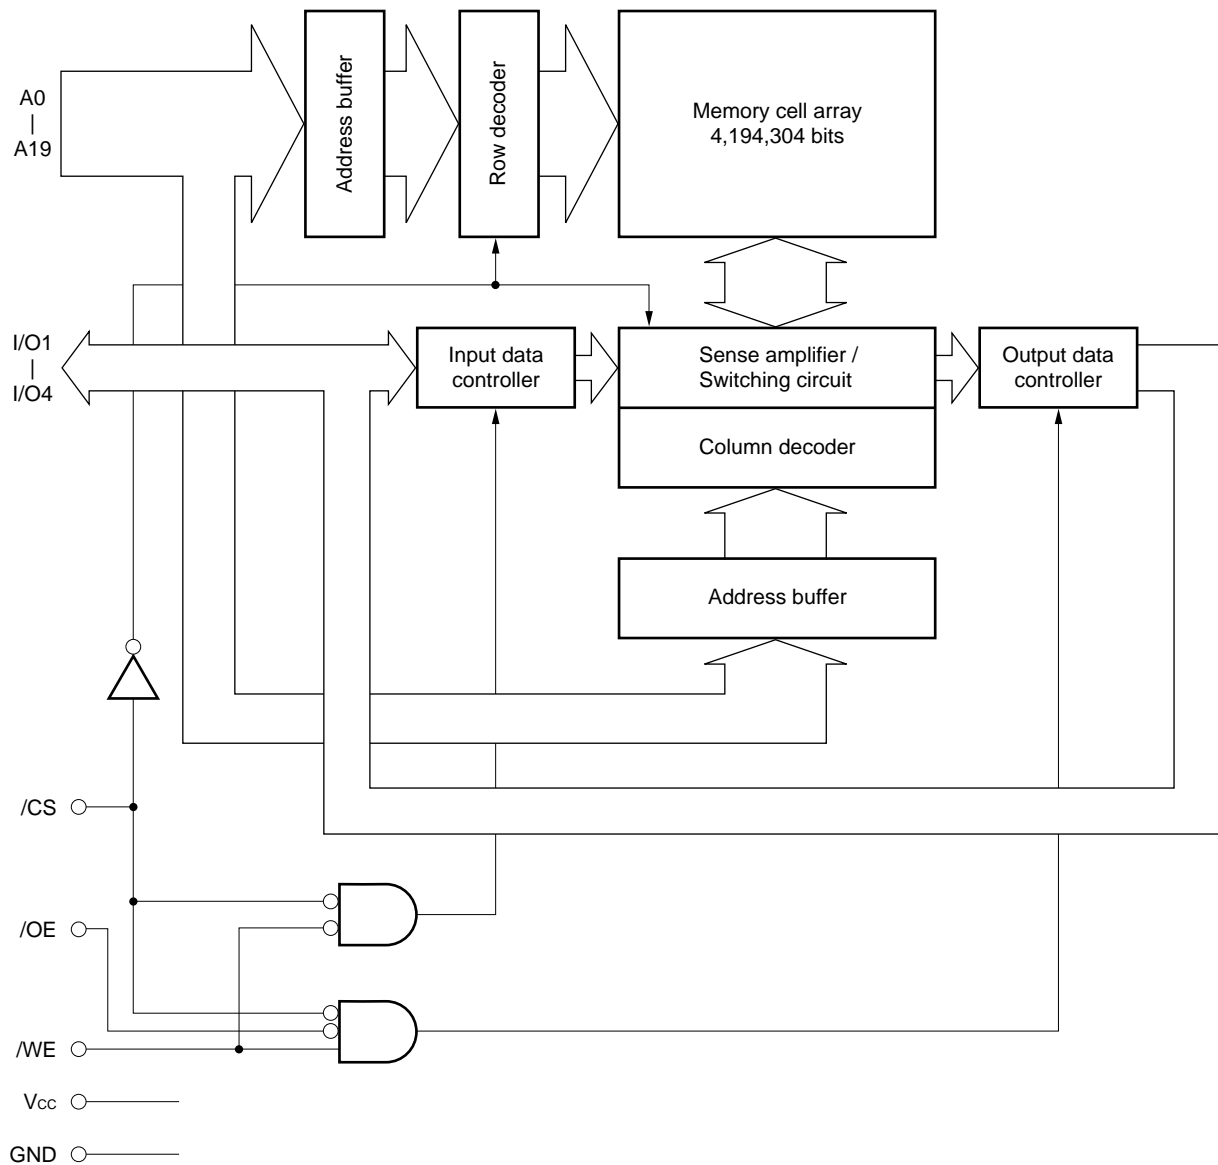 A0
|
A19
Address buffer
Row decoder
Memory cell array
4,194,304 bits
I/O1
|
I/O4
Input data
controller
Sense amplifier /
Switching circuit
Output data
controller
Column decoder
Address buffer
/CS
/OE
/WE
Vcc
GND